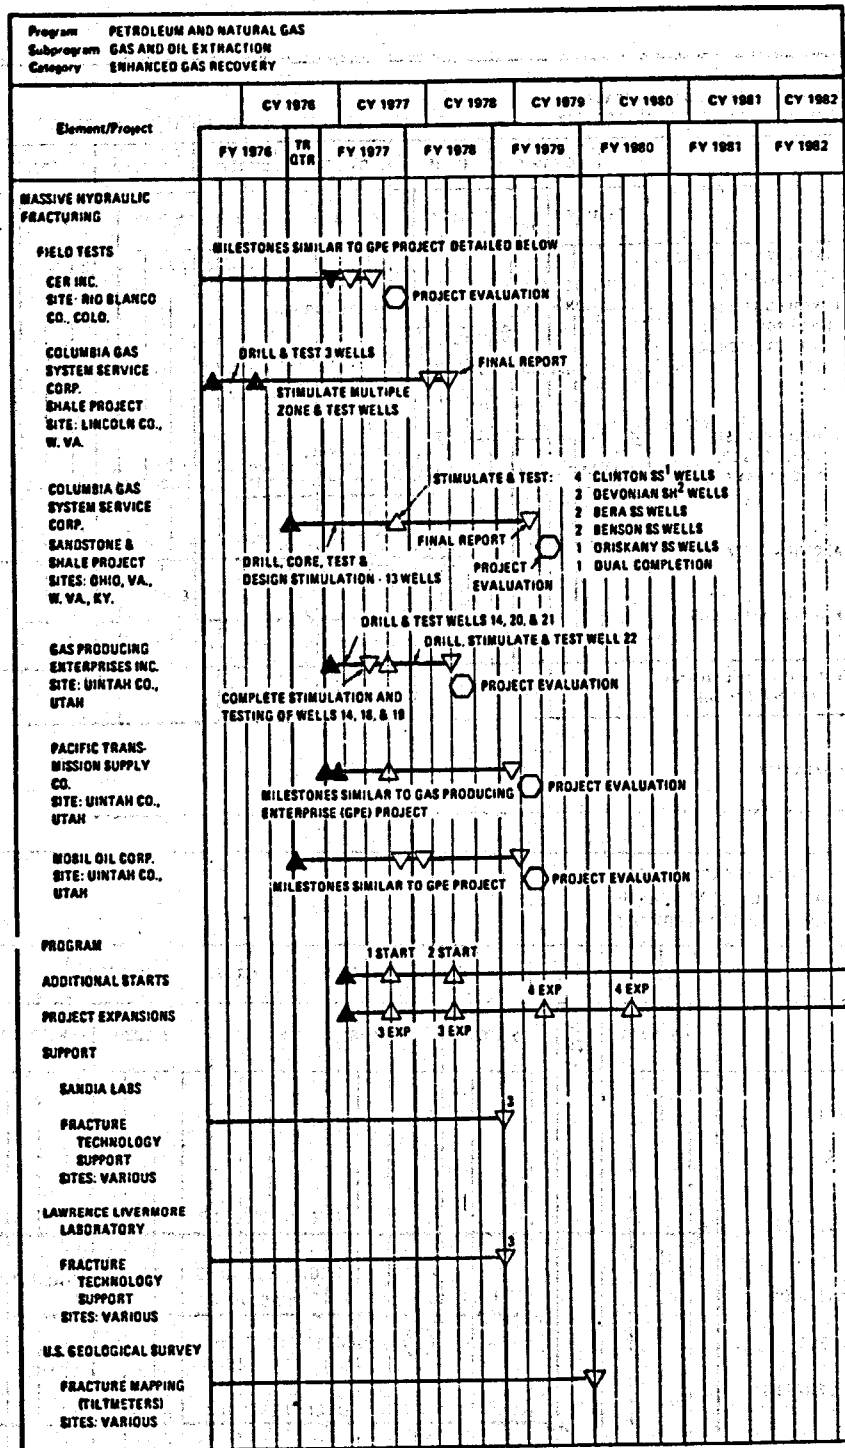 Program PETROLEUM AND NATURAL GAS
Subprogram GAS AND OIL EXTRACTION
Category ENHANCED GAS RECOVERY
Element/Project
CY 1976 CY 1977 CY 1978 CY 1979 CY 1980 CY 1981 CY 1982
FY 1976 TR QTR FY 1977 FY 1978 FY 1979 FY 1980 FY 1981 FY 1982
MASSIVE HYDRAULIC
FRACTURING
FIELD TESTS
MILESTONES SIMILAR TO GPE PROJECT DETAILED BELOW
CER INC.
SITE: RIO BLANCO
CO., COLO.
PROJECT EVALUATION
COLUMBIA GAS
SYSTEM SERVICE
CORP.
SHALE PROJECT
SITE: LINCOLN CO.,
W. VA.
DRILL & TEST 3 WELLS
STIMULATE MULTIPLE
ZONE & TEST WELLS
FINAL REPORT
COLUMBIA GAS
SYSTEM SERVICE
CORP.
SANDSTONE &
SHALE PROJECT
SITES: OHIO, VA.,
W. VA., KY.
STIMULATE & TEST: 4 CLINTON SS1 WELLS
3 DEVONIAN SH2 WELLS
2 BERA SS WELLS
2 BENSON SS WELLS
1 ORISKANY SS WELLS
1 DUAL COMPLETION
FINAL REPORT
PROJECT
EVALUATION
DRILL, CORE, TEST &
DESIGN STIMULATION - 13 WELLS
GAS PRODUCING
ENTERPRISES INC.
SITE: UINTAH CO.,
UTAH
DRILL & TEST WELLS 14, 20, & 21
DRILL, STIMULATE & TEST WELL 22
COMPLETE STIMULATION AND
TESTING OF WELLS 14, 18, & 19
PROJECT EVALUATION
PACIFIC TRANS-
MISSION SUPPLY
CO.
SITE: UINTAH CO.,
UTAH
MILESTONES SIMILAR TO GAS PRODUCING
ENTERPRISE (GPE) PROJECT
PROJECT EVALUATION
MOBIL OIL CORP.
SITE: UINTAH CO.,
UTAH
MILESTONES SIMILAR TO GPE PROJECT
PROJECT EVALUATION
PROGRAM
ADDITIONAL STARTS
1 START 2 START
PROJECT EXPANSIONS
4 EXP 4 EXP
3 EXP 3 EXP
SUPPORT
SANDIA LABS
FRACTURE
TECHNOLOGY
SUPPORT
SITES: VARIOUS
3
LAWRENCE LIVERMORE
LABORATORY
FRACTURE
TECHNOLOGY
SUPPORT
SITES: VARIOUS
3
U.S. GEOLOGICAL SURVEY
FRACTURE MAPPING
(TILTMETERS)
SITES: VARIOUS